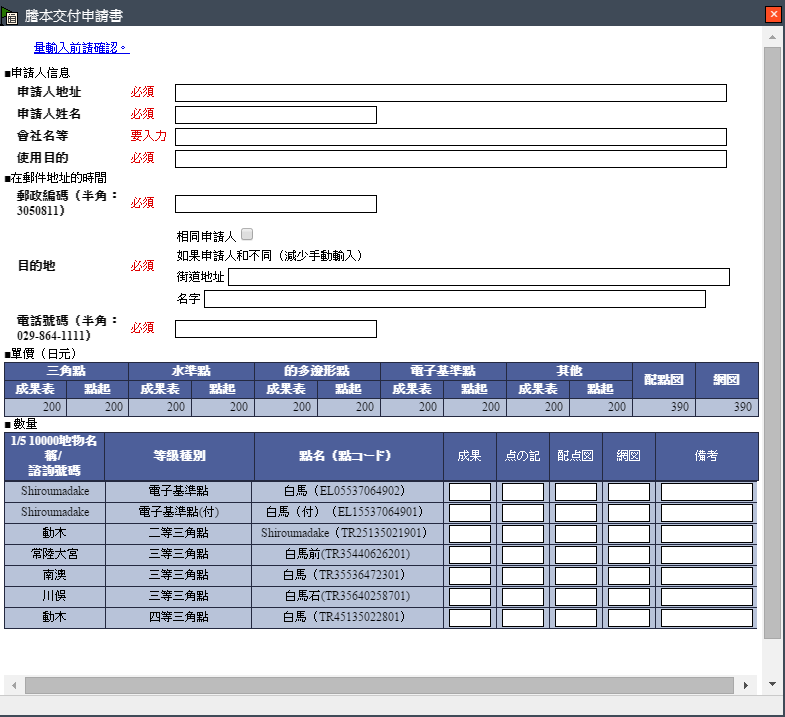 謄本交付申請書
量輸入前請確認。
■申請人信息
申請人地址 必須
申請人姓名 必須
會社名等 要入力
使用目的 必須
■在郵件地址的時間
郵政編碼（半角：
3050811） 必須
相同申請人
如果申請人和不同（減少手動輸入）
目的地 必須
街道地址
名字
電話號碼（半角：
029-864-1111） 必須
■單價（日元）
三角點 水準點 的多邊形點 電子基準點 其他 配點図 網図
成果表 點起 成果表 點起 成果表 點起 成果表 點起 成果表 點起
200 200 200 200 200 200 200 200 200 200 390 390
■ 數量
1/5 10000地物名
稱/
諮詢號碼 等級種別 點名（點コード） 成果 点の記 配点図 網図 備考
Shiroumadake 電子基準點 白馬（EL05537064902）
Shiroumadake 電子基準點(付) 白馬（付）（EL15537064901）
動木 二等三角點 Shiroumadake（TR25135021901）
常陸大宮 三等三角點 白馬前(TR35440626201)
南澳 三等三角點 白馬（TR35536472301）
川俁 三等三角點 白馬石(TR35640258701)
動木 四等三角點 白馬（TR45135022801）